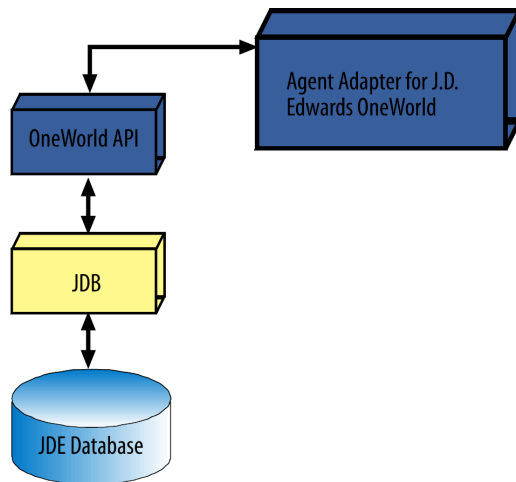 Agent Adapter for J.D.
Edwards OneWorld
OneWorld API
JDB
JDE Database